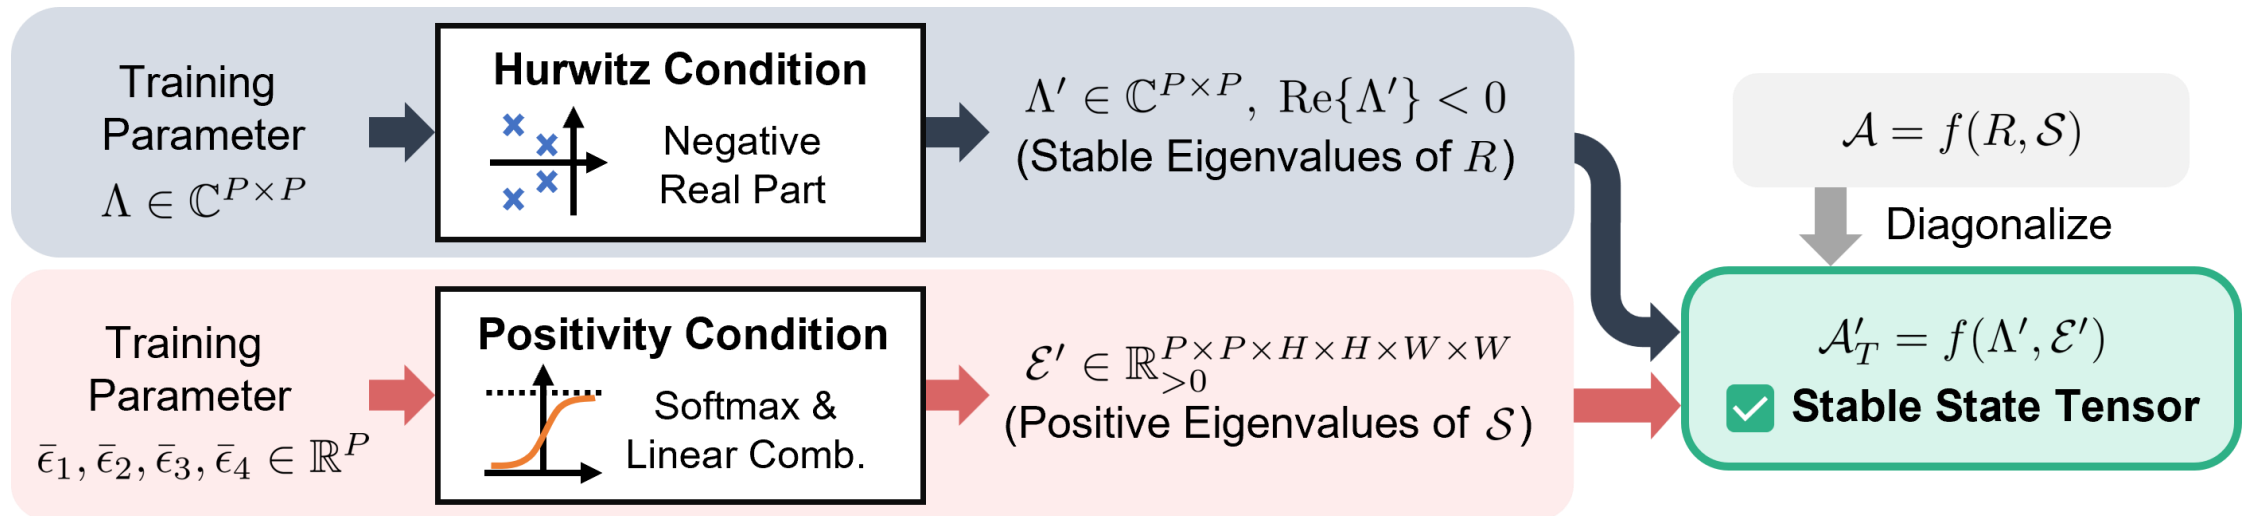 Training
Parameter
Λ ∈ ℂ^{P×P}
Hurwitz Condition
Negative
Real Part
Λ′ ∈ ℂ^{P×P}, Re{Λ′} < 0
(Stable Eigenvalues of R)
𝒜 = f(R, 𝒮)
Diagonalize
Training
Parameter
ϵ̄₁, ϵ̄₂, ϵ̄₃, ϵ̄₄ ∈ ℝ^P
Positivity Condition
Softmax &
Linear Comb.
ℰ′ ∈ ℝ_{>0}^{P×P×H×H×W×W}
(Positive Eigenvalues of 𝒮)
𝒜′_T = f(Λ′, ℰ′)
Stable State Tensor